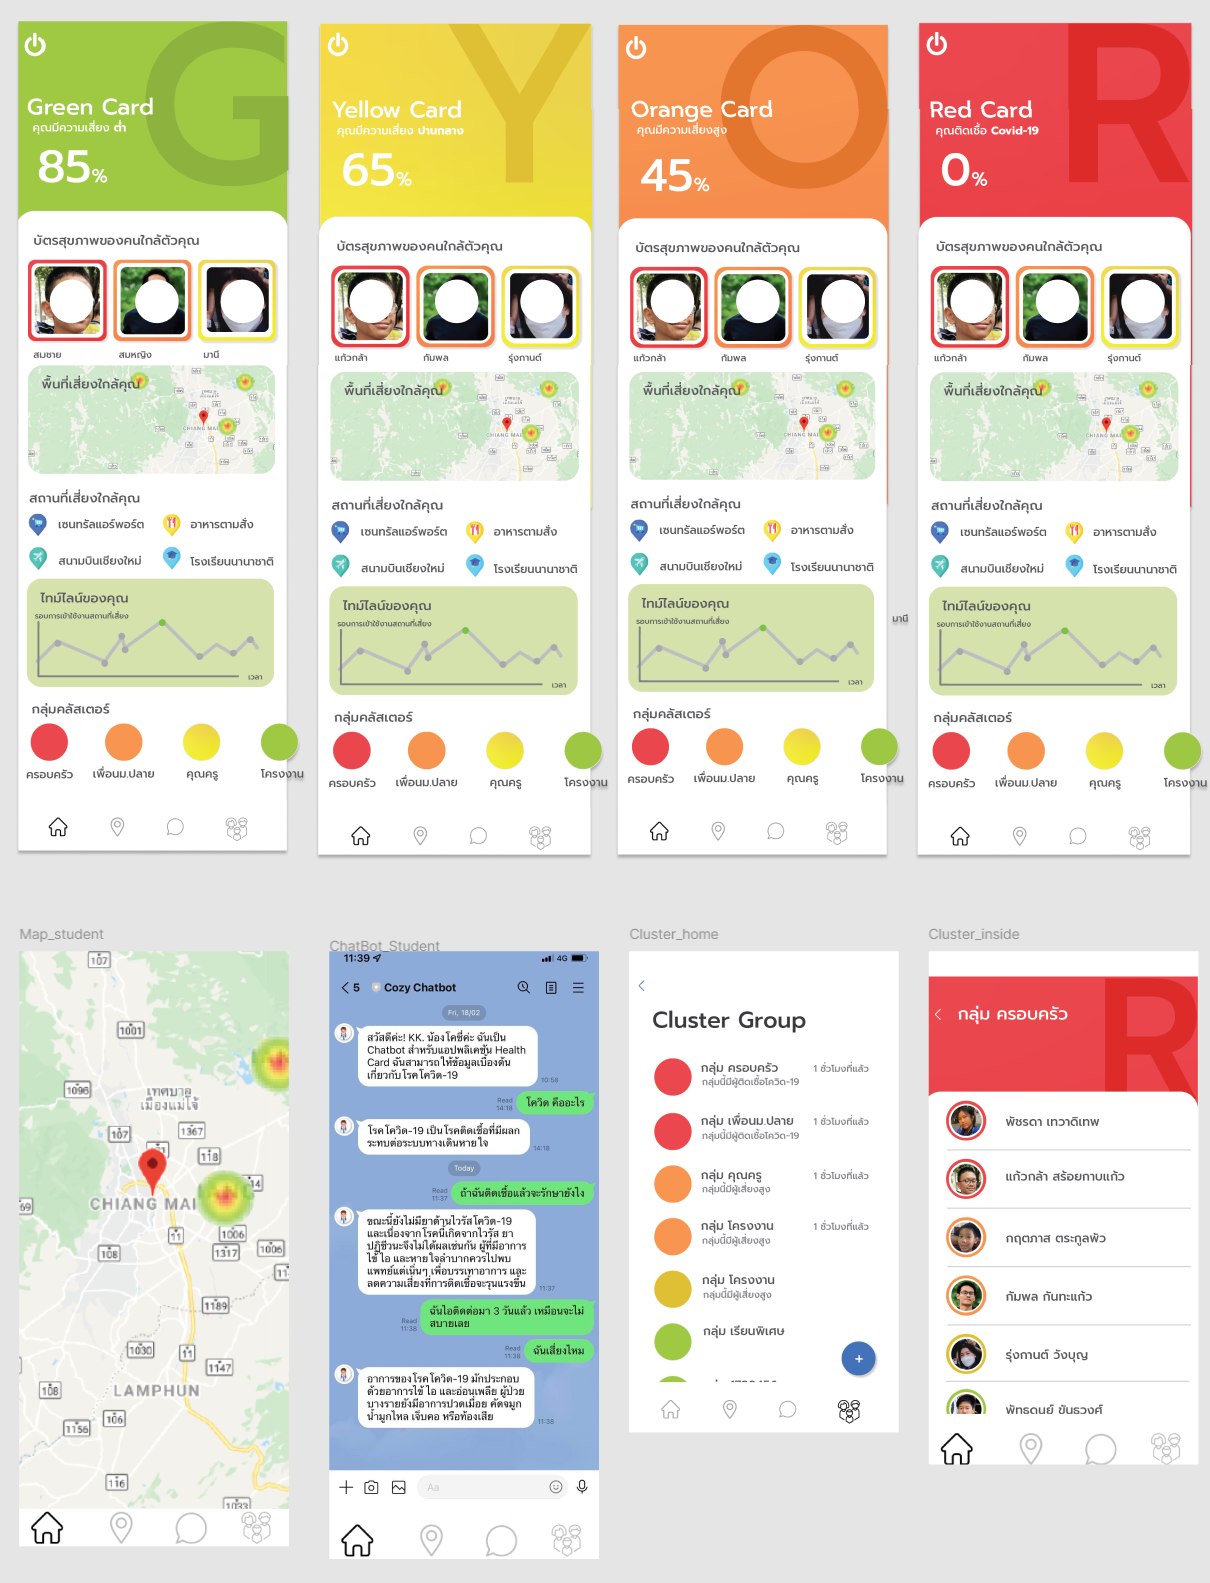 G
Green Card
คุณมีความเสี่ยง ต่ำ
85%
บัตรสุขภาพของคนใกล้ตัวคุณ
สมชาย
สมหญิง
มานี
พื้นที่เสี่ยงใกล้คุณ
CHIANG MAI
สถานที่เสี่ยงใกล้คุณ
เซนทรัลแอร์พอร์ต
อาหารตามสั่ง
สนามบินเชียงใหม่
โรงเรียนนานาชาติ
ไทม์ไลน์ของคุณ
รอบการเข้าใช้งานสถานที่เสี่ยง
เวลา
กลุ่มคลัสเตอร์
ครอบครัว
เพื่อนม.ปลาย
คุณครู
โครงงาน
Y
Yellow Card
คุณมีความเสี่ยง ปานกลาง
65%
บัตรสุขภาพของคนใกล้ตัวคุณ
แก้วกล้า
กัมพล
รุ่งกานต์
พื้นที่เสี่ยงใกล้คุณ
CHIANG MAI
สถานที่เสี่ยงใกล้คุณ
เซนทรัลแอร์พอร์ต
อาหารตามสั่ง
สนามบินเชียงใหม่
โรงเรียนนานาชาติ
ไทม์ไลน์ของคุณ
รอบการเข้าใช้งานสถานที่เสี่ยง
เวลา
กลุ่มคลัสเตอร์
ครอบครัว
เพื่อนม.ปลาย
คุณครู
โครงงาน
O
Orange Card
คุณมีความเสี่ยงสูง
45%
บัตรสุขภาพของคนใกล้ตัวคุณ
แก้วกล้า
กัมพล
รุ่งกานต์
พื้นที่เสี่ยงใกล้คุณ
CHIANG MAI
สถานที่เสี่ยงใกล้คุณ
เซนทรัลแอร์พอร์ต
อาหารตามสั่ง
สนามบินเชียงใหม่
โรงเรียนนานาชาติ
ไทม์ไลน์ของคุณ
รอบการเข้าใช้งานสถานที่เสี่ยง
เวลา
มานี
กลุ่มคลัสเตอร์
ครอบครัว
เพื่อนม.ปลาย
คุณครู
โครงงาน
R
Red Card
คุณติดเชื้อ Covid-19
0%
บัตรสุขภาพของคนใกล้ตัวคุณ
แก้วกล้า
กัมพล
รุ่งกานต์
พื้นที่เสี่ยงใกล้คุณ
CHIANG MAI
สถานที่เสี่ยงใกล้คุณ
เซนทรัลแอร์พอร์ต
อาหารตามสั่ง
สนามบินเชียงใหม่
โรงเรียนนานาชาติ
ไทม์ไลน์ของคุณ
รอบการเข้าใช้งานสถานที่เสี่ยง
เวลา
กลุ่มคลัสเตอร์
ครอบครัว
เพื่อนม.ปลาย
คุณครู
โครงงาน
Map_student
107
1001
1096
เทศบาล
เมืองแม่โจ้
107
1367
118
CHIANG MAI
11
1006
108
1317
1006
1189
1030
11
1147
108
LAMPHUN
106
1156
116
1033
ChatBot_Student
11:39
4G
5
Cozy Chatbot
Fri, 18/02
สวัสดีค่ะ! KK. น้องโคซี่ค่ะ ฉันเป็น
Chatbot สำหรับแอปพลิเคชัน Health
Card ฉันสามารถให้ข้อมูลเบื้องต้น
เกี่ยวกับโรคโควิด-19
10:58
Read
14:18
โควิด คืออะไร
โรคโควิด-19 เป็นโรคติดเชื้อที่มีผลก
ระทบต่อระบบทางเดินหายใจ
14:18
Today
Read
11:37
ถ้าฉันติดเชื้อแล้วจะรักษายังไง
ขณะนี้ยังไม่มียาต้านไวรัสโควิด-19
และเนื่องจากโรคนี้เกิดจากไวรัส ยา
ปฏิชีวนะจึงไม่ได้ผลเช่นกัน ผู้ที่มีอาการ
ไข้ ไอ และหายใจลำบากควรไปพบ
แพทย์แต่เนิ่นๆ เพื่อบรรเทาอาการ และ
ลดความเสี่ยงที่การติดเชื้อจะรุนแรงขึ้น
11:37
ฉันไอติดต่อมา 3 วันแล้ว เหมือนจะไม่
สบายเลย
Read
11:38
Read
11:38
ฉันเสี่ยงไหม
อาการของโรคโควิด-19 มักประกอบ
ด้วยอาการไข้ ไอ และอ่อนเพลีย ผู้ป่วย
บางรายยังมีอาการปวดเมื่อย คัดจมูก
น้ำมูกไหล เจ็บคอ หรือท้องเสีย
11:38
Aa
Cluster_home
Cluster Group
กลุ่ม ครอบครัว
1 ชั่วโมงที่แล้ว
กลุ่มนี้มีผู้ติดเชื้อโควิด-19
กลุ่ม เพื่อนม.ปลาย
1 ชั่วโมงที่แล้ว
กลุ่มนี้มีผู้ติดเชื้อโควิด-19
กลุ่ม คุณครู
1 ชั่วโมงที่แล้ว
กลุ่มนี้มีผู้เสี่ยงสูง
กลุ่ม โครงงาน
1 ชั่วโมงที่แล้ว
กลุ่มนี้มีผู้เสี่ยงสูง
กลุ่ม โครงงาน
กลุ่มนี้มีผู้เสี่ยงสูง
กลุ่ม เรียนพิเศษ
+
Cluster_inside
R
กลุ่ม ครอบครัว
พัชรดา เทวาดิเทพ
แก้วกล้า สร้อยกาบแก้ว
กฤตภาส ตระกูลพัว
กัมพล กันทะแก้ว
รุ่งกานต์ วังบุญ
พัทธดนย์ ขันธวงศ์